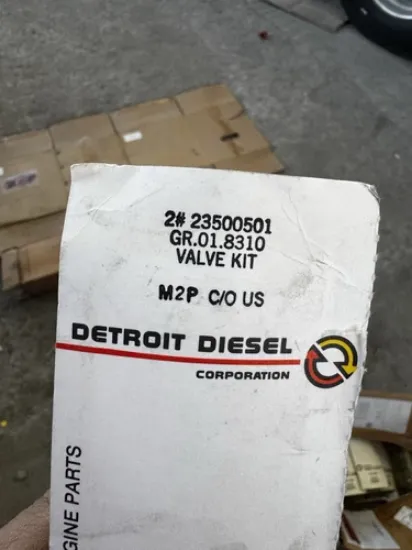 2# 23500501
GR.01.8310
VALVE KIT
M2P C/O US
DETROIT DIESEL
CORPORATION
GINE PARTS